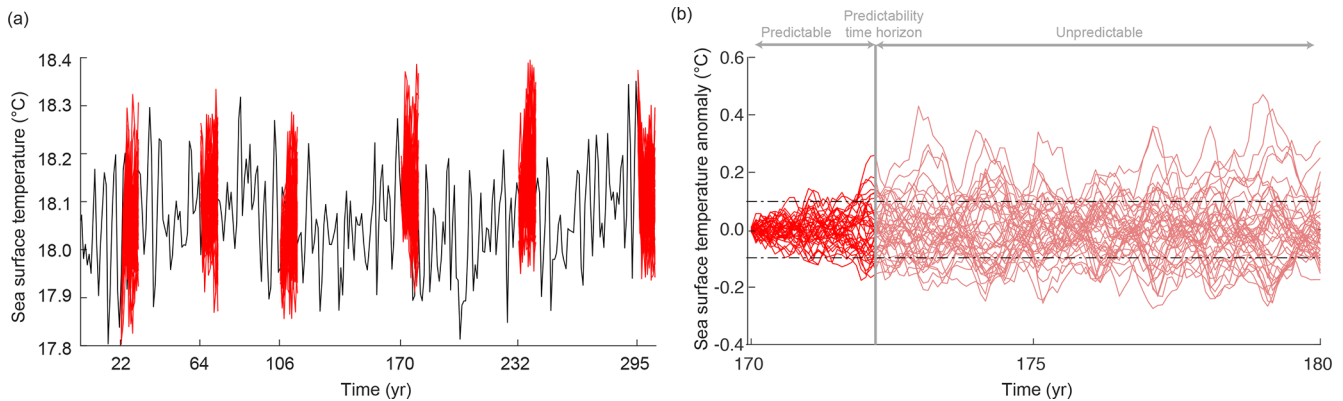 (a)
Sea surface temperature (°C)
18.4
18.3
18.2
18.1
18.0
17.9
17.8
22
64
106
170
232
295
Time (yr)
(b)
Predictability
Predictable
time horizon
Unpredictable
Sea surface temperature anomaly (°C)
0.6
0.4
0.2
0.0
-0.2
-0.4
170
175
180
Time (yr)